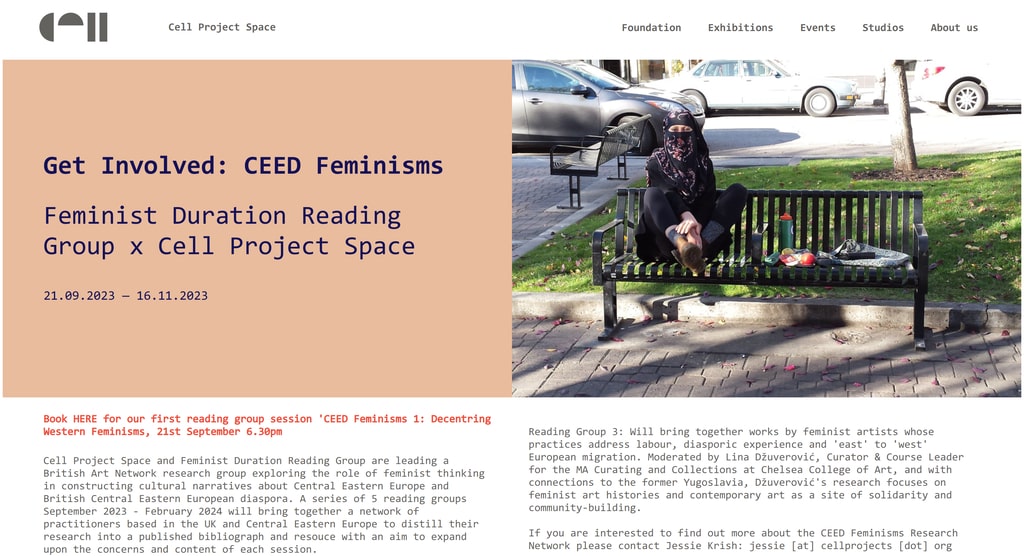 cell
Cell Project Space
Foundation
Exhibitions
Events
Studios
About us
Get Involved: CEED Feminisms
Feminist Duration Reading
Group x Cell Project Space
21.09.2023 — 16.11.2023
Book HERE for our first reading group session 'CEED Feminisms 1: Decentring
Western Feminisms, 21st September 6.30pm
Cell Project Space and Feminist Duration Reading Group are leading a
British Art Network research group exploring the role of feminist thinking
in constructing cultural narratives about Central Eastern Europe and
British Central Eastern European diaspora. A series of 5 reading groups
September 2023 - February 2024 will bring together a network of
practitioners based in the UK and Central Eastern Europe to distill their
research into a published bibliograph and resouce with an aim to expand
upon the concerns and content of each session.
Reading Group 3: Will bring together works by feminist artists whose
practices address labour, diasporic experience and 'east' to 'west'
European migration. Moderated by Lina Džuverović, Curator & Course Leader
for the MA Curating and Collections at Chelsea College of Art, and with
connections to the former Yugoslavia, Džuverović's research focuses on
feminist art histories and contemporary art as a site of solidarity and
community-building.
If you are interested to find out more about the CEED Feminisms Research
Network please contact Jessie Krish: jessie [at] cellprojects [dot] org